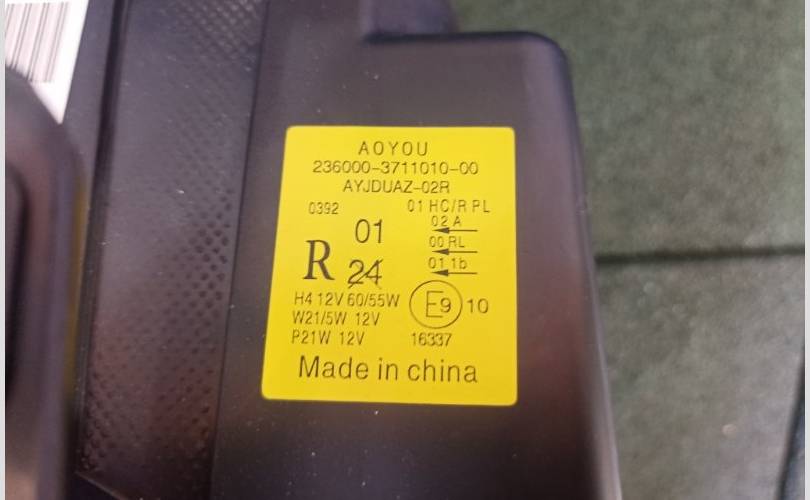 AOYOU
236000-3711010-00
AYJDUAZ-02R
0392 01 HC/R PL
02 A
01
00 RL
R 24
01 1b
H4 12V 60/55W
E9 10
W21/5W 12V
P21W 12V 16337
Made in china